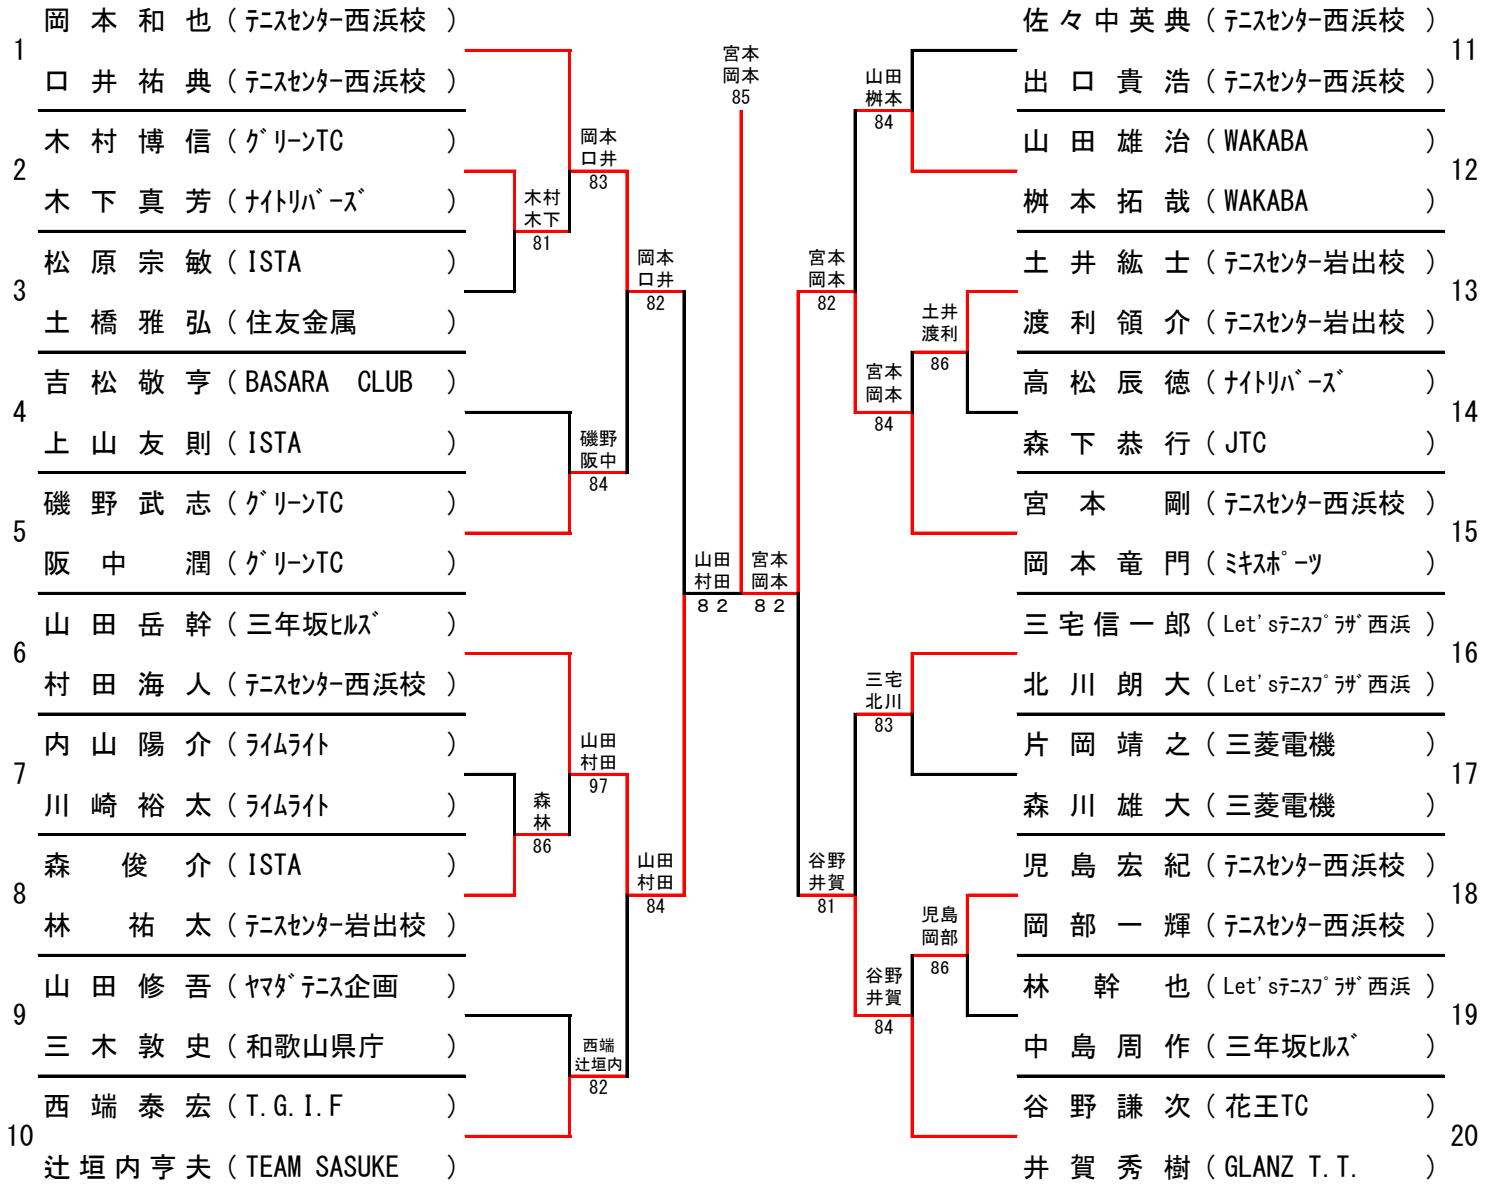 岡本和也（ﾃﾆｽｾﾝﾀｰ西浜校）
1
口井祐典（ﾃﾆｽｾﾝﾀｰ西浜校）
木村博信（ｸﾞﾘｰﾝTC）
2
木下真芳（ﾅｲﾄﾘﾊﾞｰｽﾞ）
松原宗敏（ISTA）
3
土橋雅弘（住友金属）
吉松敬亨（BASARA CLUB）
4
上山友則（ISTA）
磯野武志（ｸﾞﾘｰﾝTC）
5
阪中潤（ｸﾞﾘｰﾝTC）
山田岳幹（三年坂ﾋﾙｽﾞ）
6
村田海人（ﾃﾆｽｾﾝﾀｰ西浜校）
内山陽介（ﾗｲﾑﾗｲﾄ）
7
川崎裕太（ﾗｲﾑﾗｲﾄ）
森俊介（ISTA）
8
林祐太（ﾃﾆｽｾﾝﾀｰ岩出校）
山田修吾（ﾔﾏﾀﾞﾃﾆｽ企画）
9
三木敦史（和歌山県庁）
西端泰宏（T.G.I.F）
10
辻垣内亨夫（TEAM SASUKE）
木村
木下
81
森
林
86
岡本
口井
83
磯野
阪中
84
山田
村田
97
西端
辻垣内
82
岡本
口井
82
山田
村田
84
山田
村田
８２
宮本
岡本
85
宮本
岡本
８２
宮本
岡本
82
谷野
井賀
81
山田
桝本
84
宮本
岡本
84
三宅
北川
83
谷野
井賀
84
土井
渡利
86
児島
岡部
86
佐々中英典（ﾃﾆｽｾﾝﾀｰ西浜校）
11
出口貴浩（ﾃﾆｽｾﾝﾀｰ西浜校）
山田雄治（WAKABA）
12
桝本拓哉（WAKABA）
土井紘士（ﾃﾆｽｾﾝﾀｰ岩出校）
13
渡利領介（ﾃﾆｽｾﾝﾀｰ岩出校）
高松辰徳（ﾅｲﾄﾘﾊﾞｰｽﾞ）
14
森下恭行（JTC）
宮本剛（ﾃﾆｽｾﾝﾀｰ西浜校）
15
岡本竜門（ﾐｷｽﾎﾟｰﾂ）
三宅信一郎（Let'sﾃﾆｽﾌﾟﾗｻﾞ西浜）
16
北川朗大（Let'sﾃﾆｽﾌﾟﾗｻﾞ西浜）
片岡靖之（三菱電機）
17
森川雄大（三菱電機）
児島宏紀（ﾃﾆｽｾﾝﾀｰ西浜校）
18
岡部一輝（ﾃﾆｽｾﾝﾀｰ西浜校）
林幹也（Let'sﾃﾆｽﾌﾟﾗｻﾞ西浜）
19
中島周作（三年坂ﾋﾙｽﾞ）
谷野謙次（花王TC）
20
井賀秀樹（GLANZ T.T.）